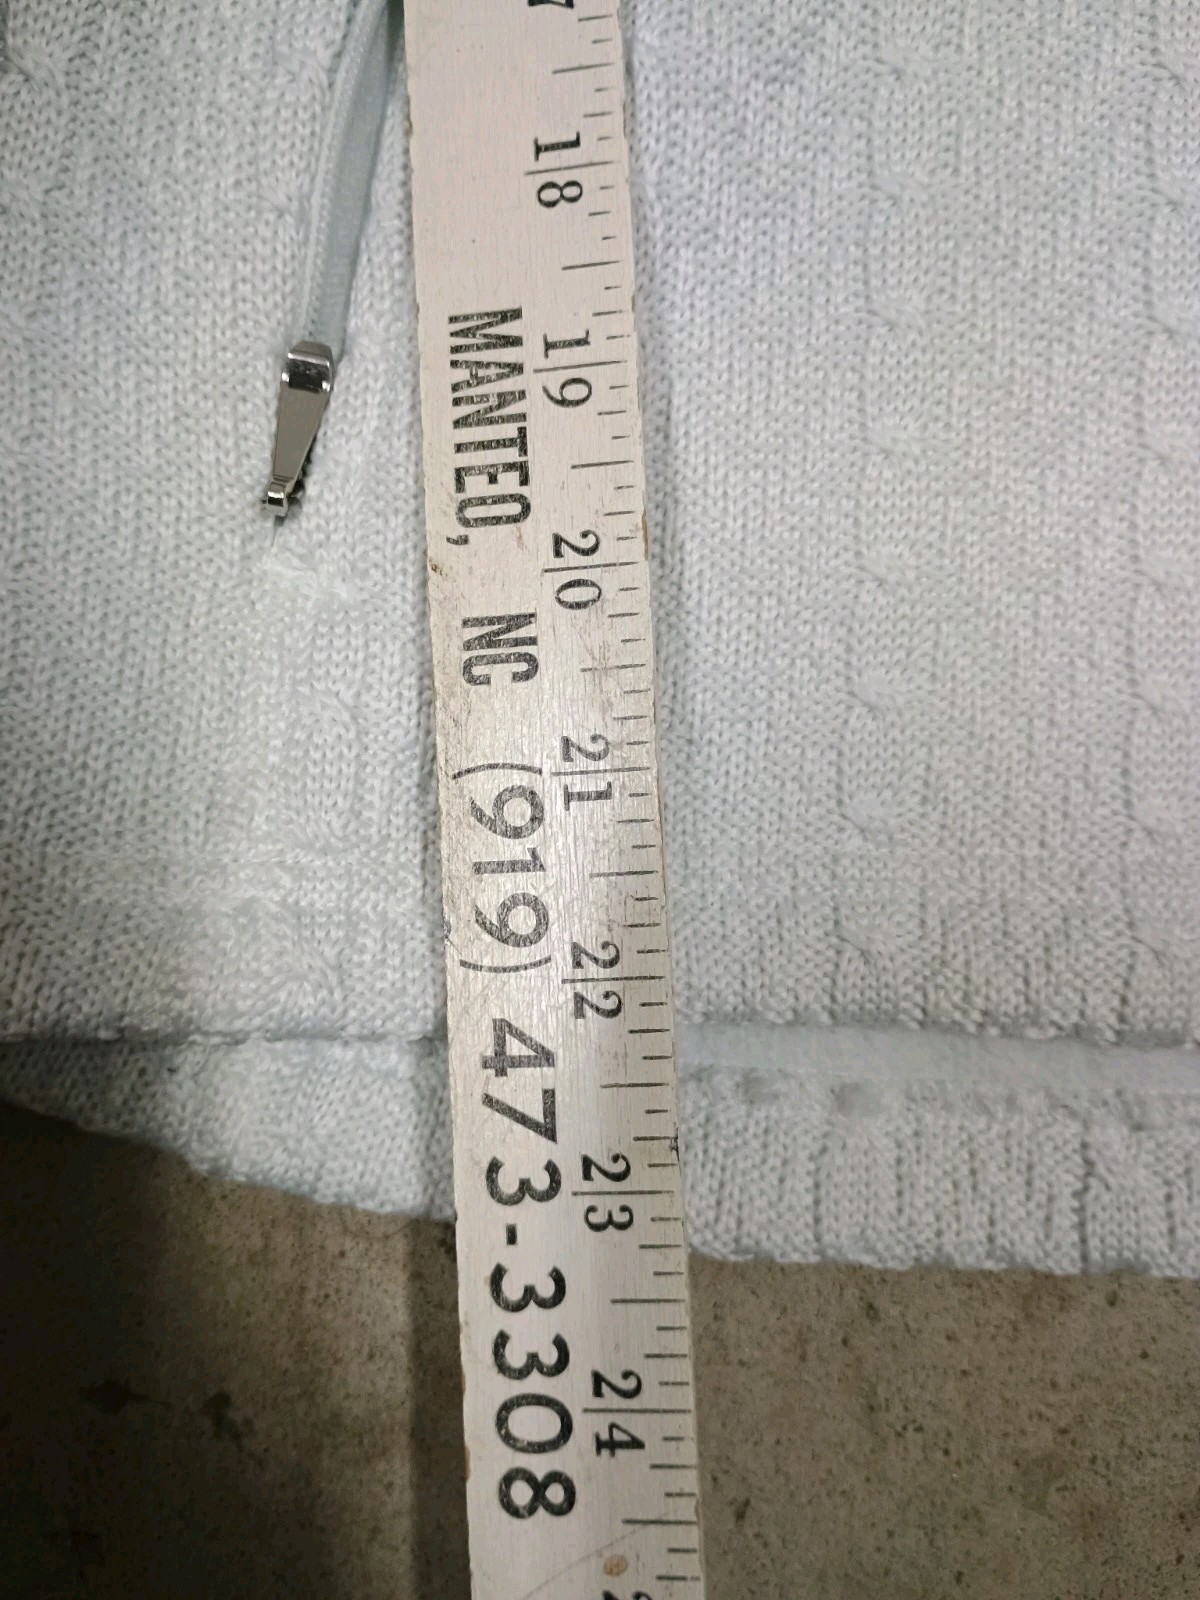 MANTEO, NC (919) 473-3308
18 19 20 21 22 23 24